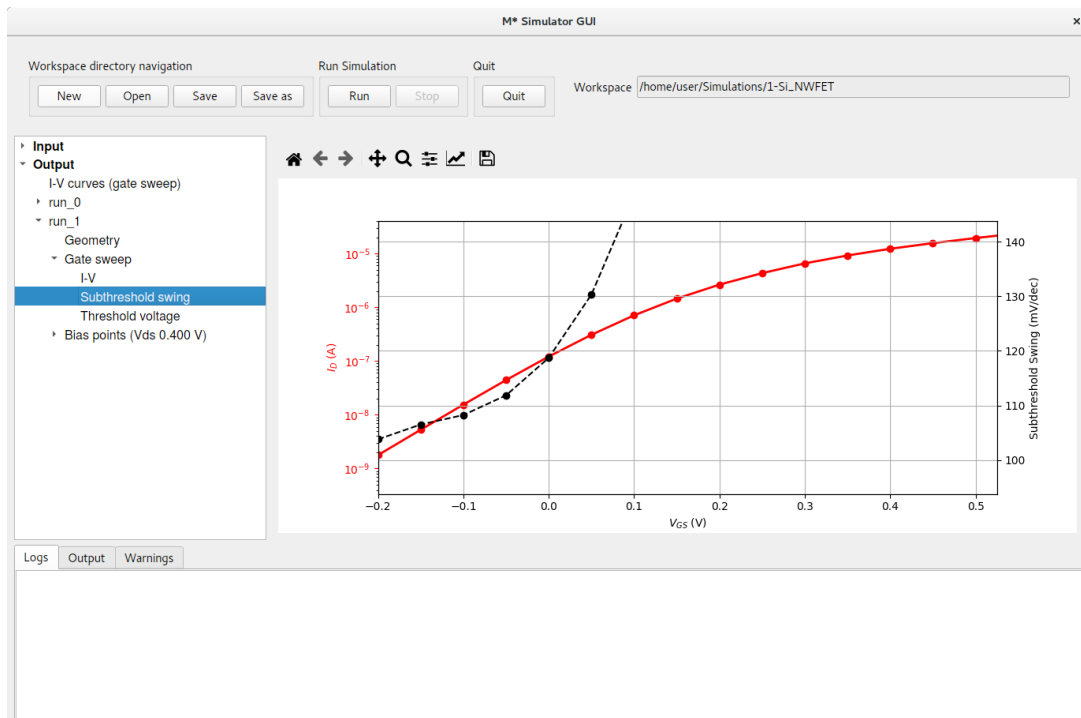 M* Simulator GUI
×
Workspace directory navigation
New Open Save Save as
Run Simulation
Run Stop
Quit
Quit
Workspace /home/user/Simulations/1-Si_NWFET
Input
Output
I-V curves (gate sweep)
run_0
run_1
Geometry
Gate sweep
I-V
Subthreshold swing
Threshold voltage
Bias points (Vds 0.400 V)
I_D (A)
10⁻⁵
10⁻⁶
10⁻⁷
10⁻⁸
10⁻⁹
−0.2 −0.1 0.0 0.1 0.2 0.3 0.4 0.5
V_GS (V)
140
130
120
110
100
Subthreshold Swing (mV/dec)
Logs Output Warnings